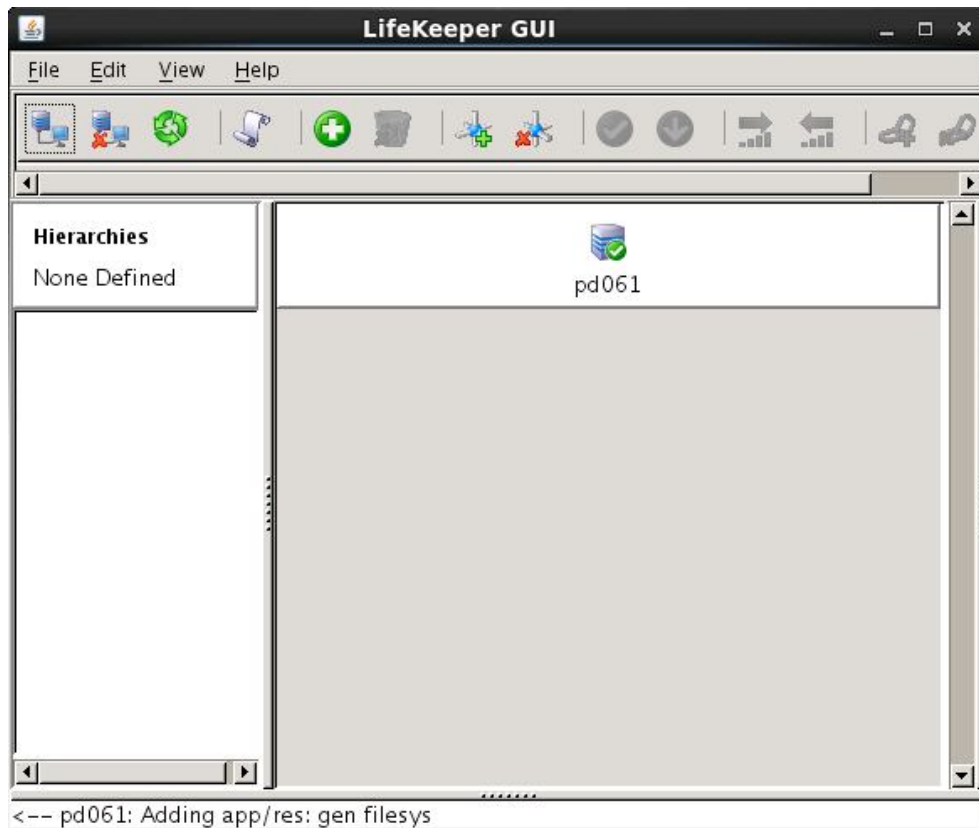 LifeKeeper GUI
File Edit View Help
Hierarchies
None Defined
pd061
<-- pd061: Adding app/res: gen filesys